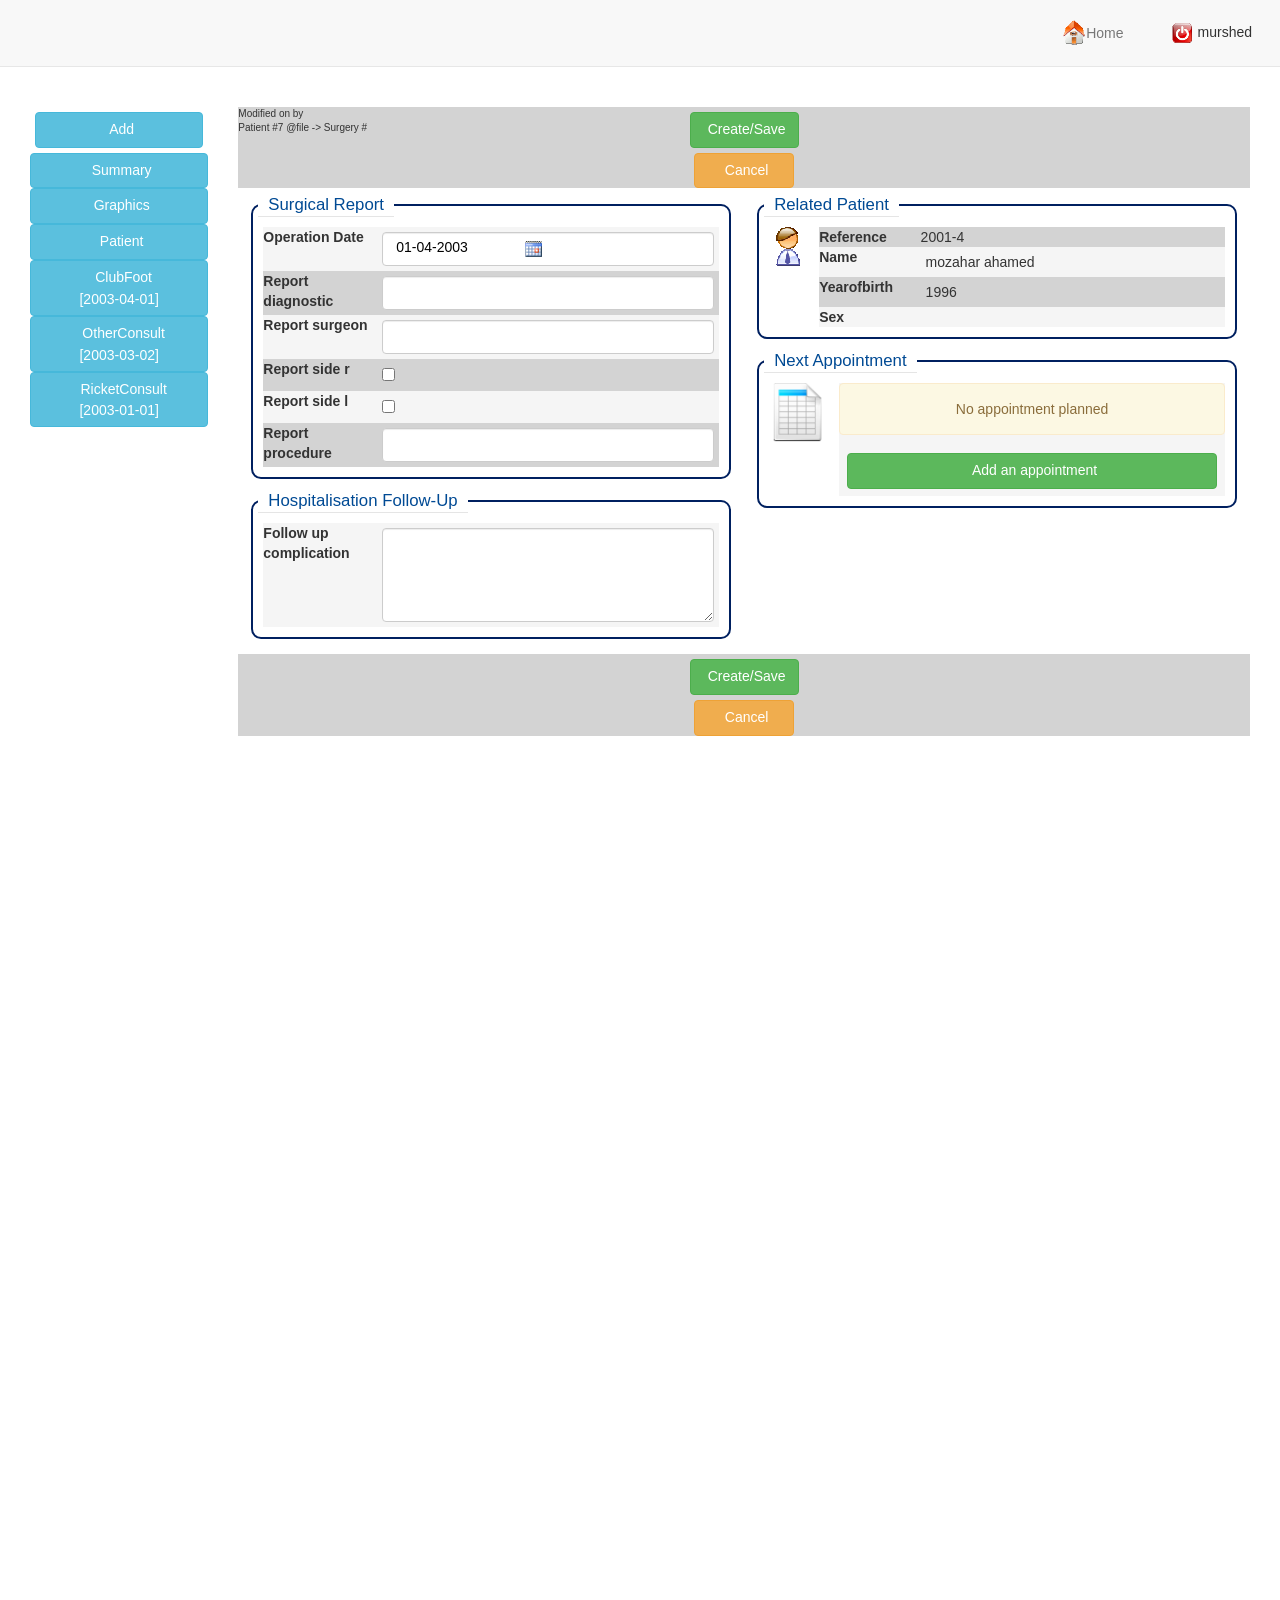 Home
murshed
Add
Summary
Graphics
Patient
ClubFoot
[2003-04-01]
OtherConsult
[2003-03-02]
RicketConsult
[2003-01-01]
Modified on by
Patient #7 @file -> Surgery #
Create/Save
Cancel
Surgical Report
Operation Date
01-04-2003
Report
diagnostic
Report surgeon
Report side r
Report side l
Report
procedure
Hospitalisation Follow-Up
Follow up
complication
Related Patient
Reference 2001-4
Name mozahar ahamed
Yearofbirth 1996
Sex
Next Appointment
No appointment planned
Add an appointment
Create/Save
Cancel